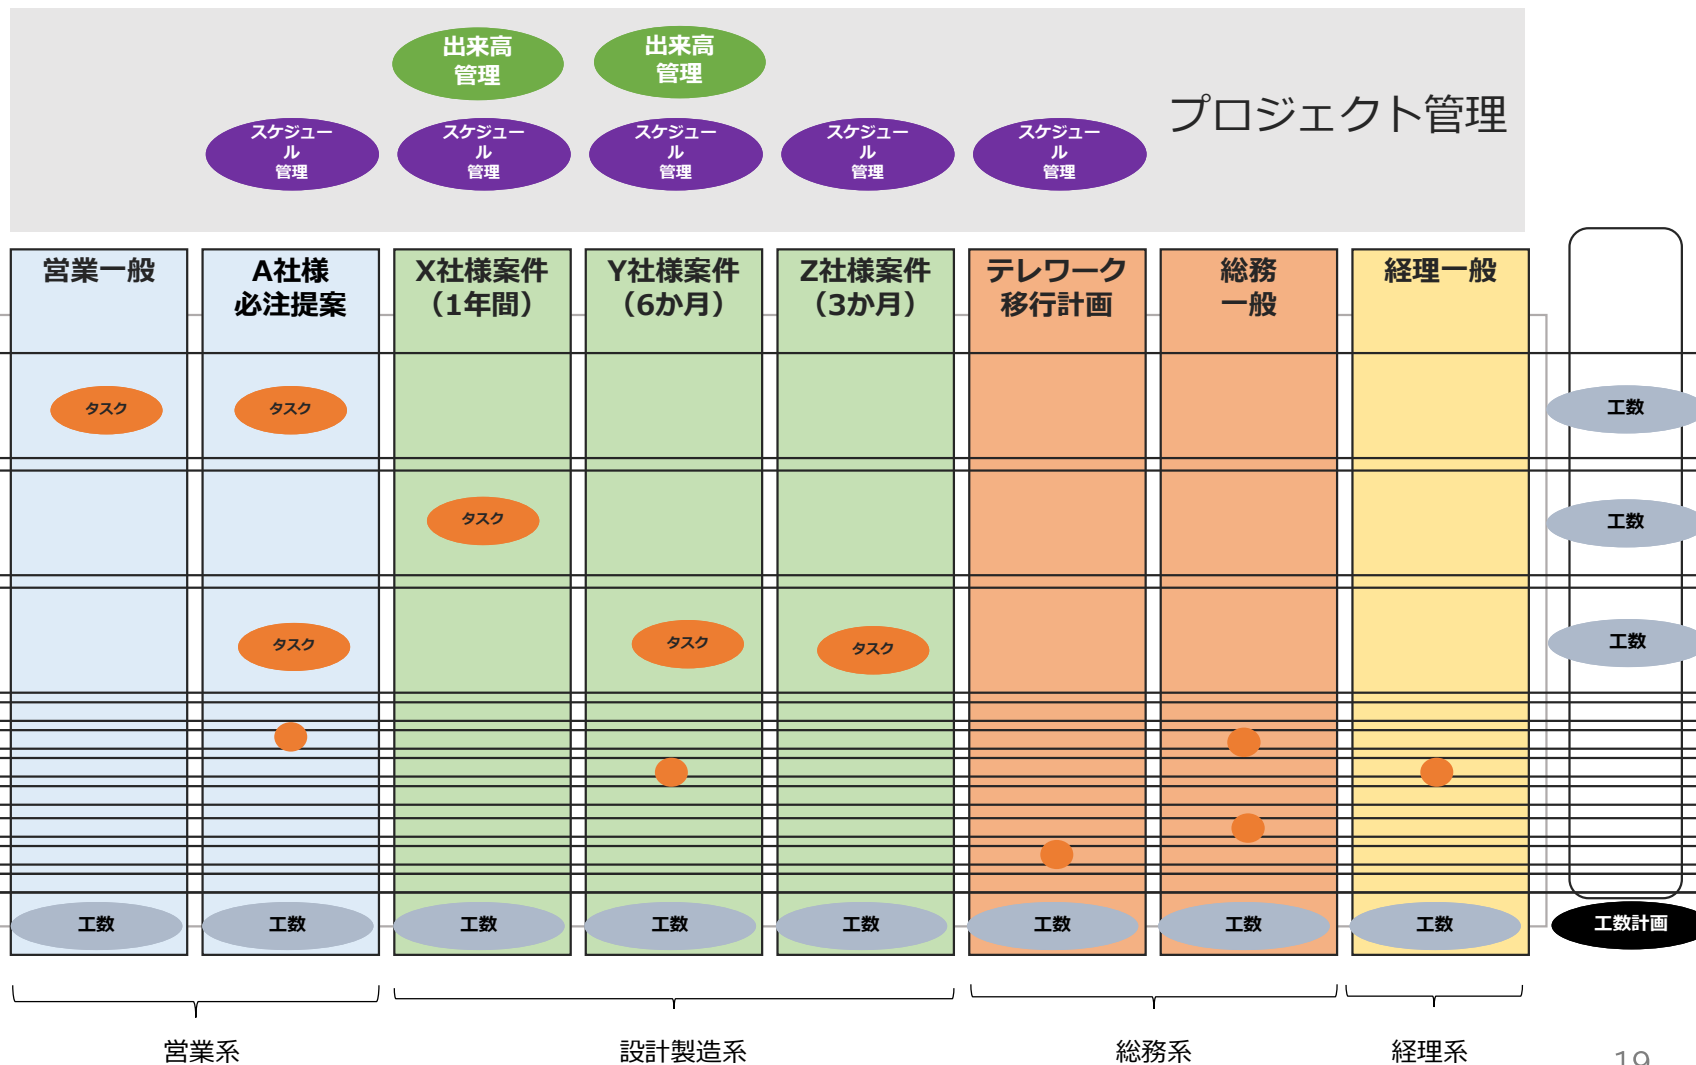 出来高
管理
出来高
管理
プロジェクト管理
スケジュー
ル
管理
スケジュー
ル
管理
スケジュー
ル
管理
スケジュー
ル
管理
スケジュー
ル
管理
営業一般
A社様
必注提案
X社様案件
（1年間）
Y社様案件
（6か月）
Z社様案件
（3か月）
テレワーク
移行計画
総務
一般
経理一般
タスク
タスク
工数
タスク
工数
タスク
タスク
タスク
工数
工数
工数
工数
工数
工数
工数
工数
工数
工数計画
営業系
設計製造系
総務系
経理系
19